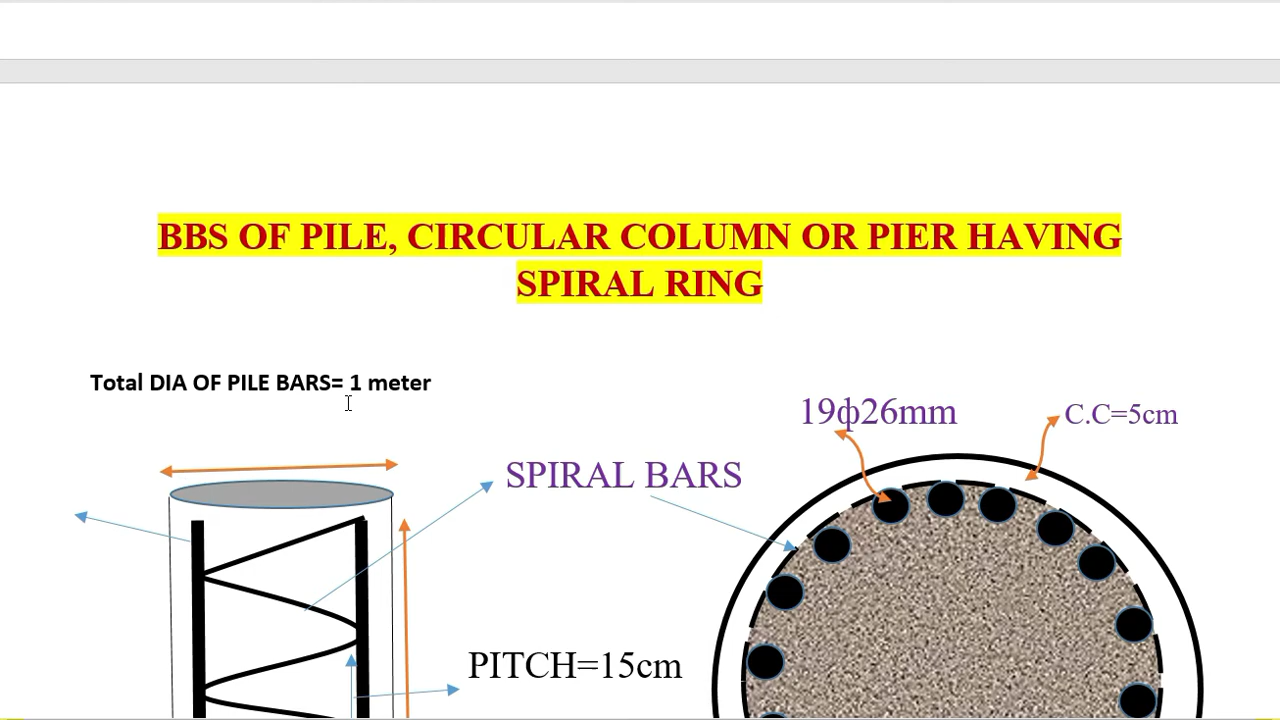 BBS OF PILE, CIRCULAR COLUMN OR PIER HAVING
SPIRAL RING
Total DIA OF PILE BARS= 1 meter
19ф26mm
C.C=5cm
SPIRAL BARS
PITCH=15cm